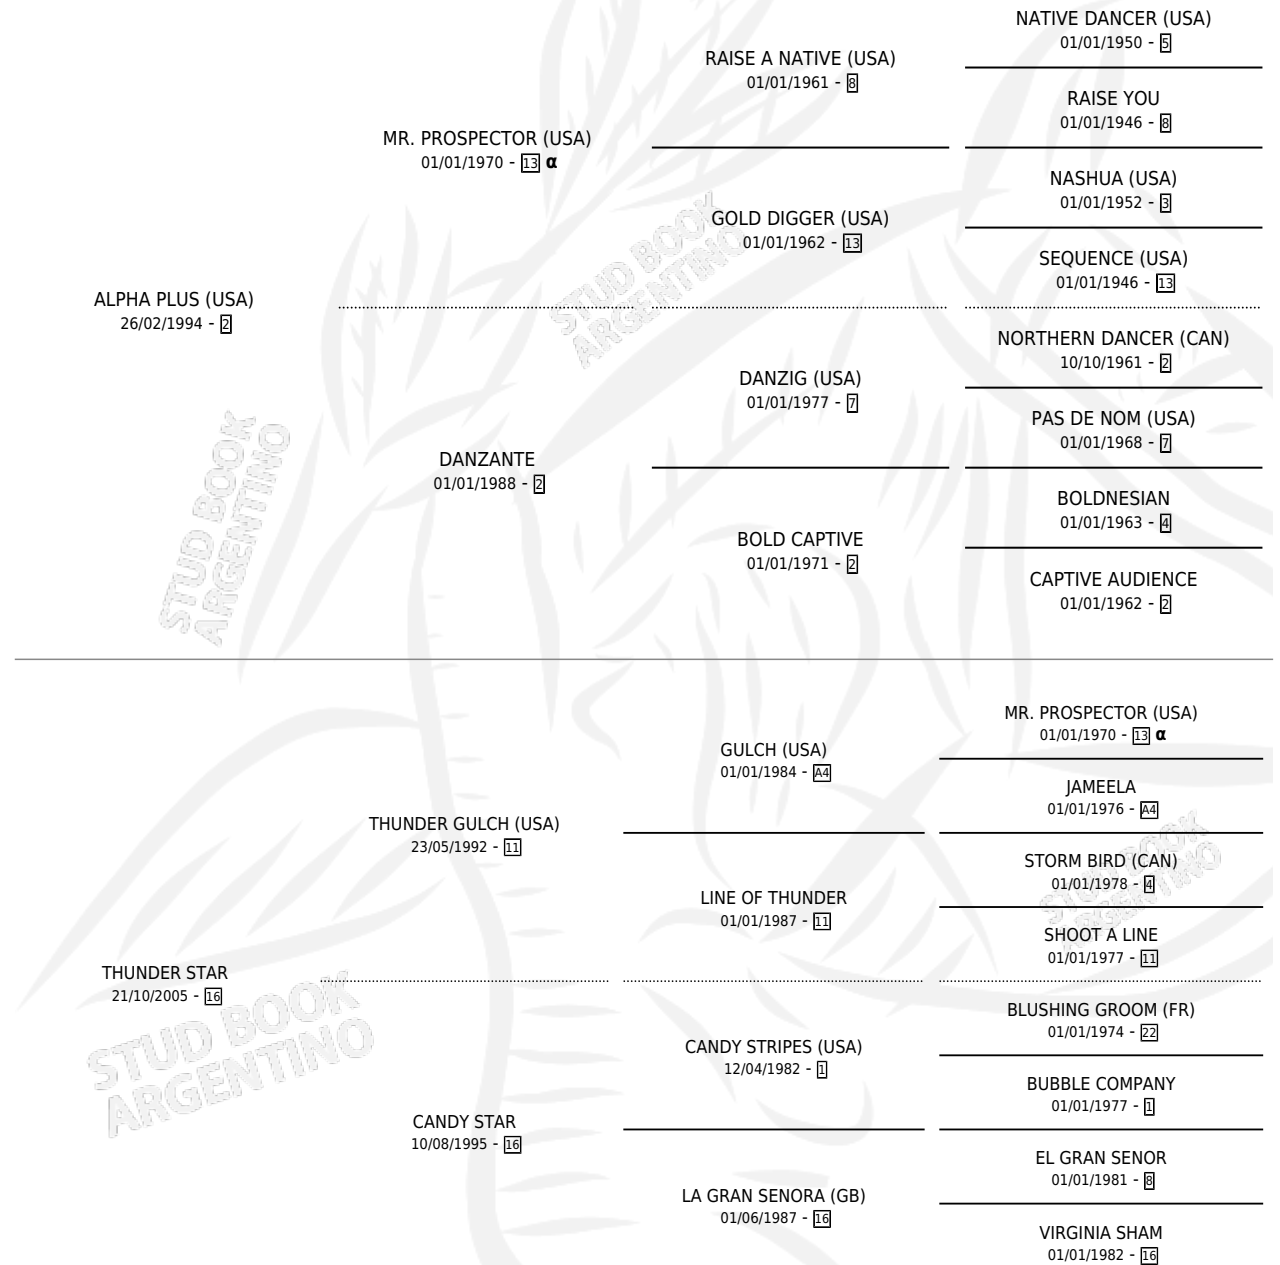 NATIVE DANCER (USA)
01/01/1950 - 5
RAISE A NATIVE (USA)
01/01/1961 - 8
RAISE YOU
01/01/1946 - 8
MR. PROSPECTOR (USA)
01/01/1970 - 13 α
NASHUA (USA)
01/01/1952 - 3
GOLD DIGGER (USA)
01/01/1962 - 13
SEQUENCE (USA)
01/01/1946 - 13
STUD BOOK
ARGENTINO
ALPHA PLUS (USA)
26/02/1994 - 2
NORTHERN DANCER (CAN)
10/10/1961 - 2
DANZIG (USA)
01/01/1977 - 7
PAS DE NOM (USA)
01/01/1968 - 7
DANZANTE
01/01/1988 - 2
BOLDNESIAN
01/01/1963 - 4
BOLD CAPTIVE
01/01/1971 - 2
CAPTIVE AUDIENCE
01/01/1962 - 2
STUD BOOK
ARGENTINO
MR. PROSPECTOR (USA)
01/01/1970 - 13 α
GULCH (USA)
01/01/1984 - A4
JAMEELA
01/01/1976 - A4
THUNDER GULCH (USA)
23/05/1992 - 11
STORM BIRD (CAN)
01/01/1978 - 4
LINE OF THUNDER
01/01/1987 - 11
SHOOT A LINE
01/01/1977 - 11
STUD BOOK
ARGENTINO
THUNDER STAR
21/10/2005 - 16
BLUSHING GROOM (FR)
01/01/1974 - 22
CANDY STRIPES (USA)
12/04/1982 - 1
BUBBLE COMPANY
01/01/1977 - 1
CANDY STAR
10/08/1995 - 16
EL GRAN SENOR
01/01/1981 - 8
LA GRAN SENORA (GB)
01/06/1987 - 16
VIRGINIA SHAM
01/01/1982 - 16
STUD BOOK
ARGENTINO